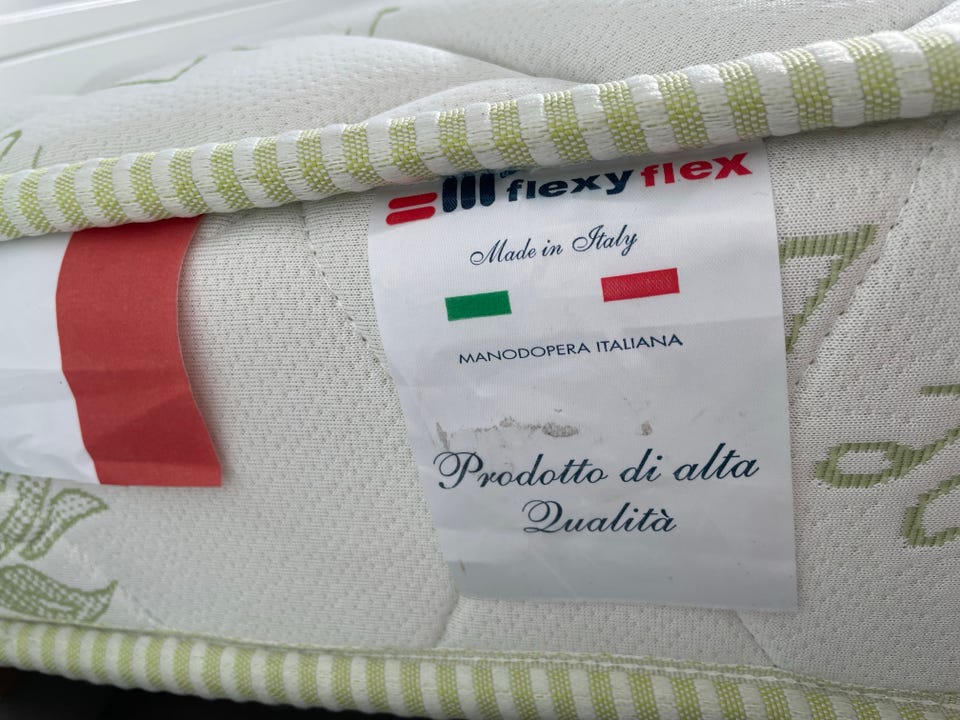 flexyflex
Made in Italy
MANODOPERA ITALIANA
Prodotto di alta
Qualità